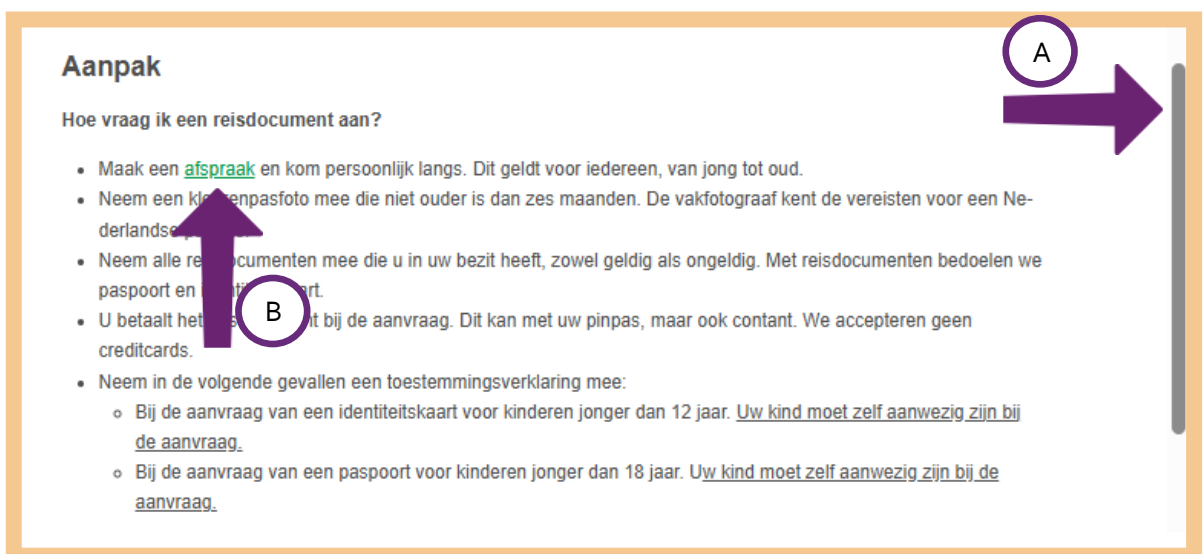 A
Aanpak
Hoe vraag ik een reisdocument aan?
Maak een afspraak en kom persoonlijk langs. Dit geldt voor iedereen, van jong tot oud.
Neem een kleurenpasfoto mee die niet ouder is dan zes maanden. De vakfotograaf kent de vereisten voor een Ne-
derlandse
Neem alle reisdocumenten mee die u in uw bezit heeft, zowel geldig als ongeldig. Met reisdocumenten bedoelen we
paspoort en identiteitskaart.
B
U betaalt het bij de aanvraag. Dit kan met uw pinpas, maar ook contant. We accepteren geen
creditcards.
Neem in de volgende gevallen een toestemmingsverklaring mee:
Bij de aanvraag van een identiteitskaart voor kinderen jonger dan 12 jaar. Uw kind moet zelf aanwezig zijn bij
de aanvraag.
Bij de aanvraag van een paspoort voor kinderen jonger dan 18 jaar. Uw kind moet zelf aanwezig zijn bij de
aanvraag.